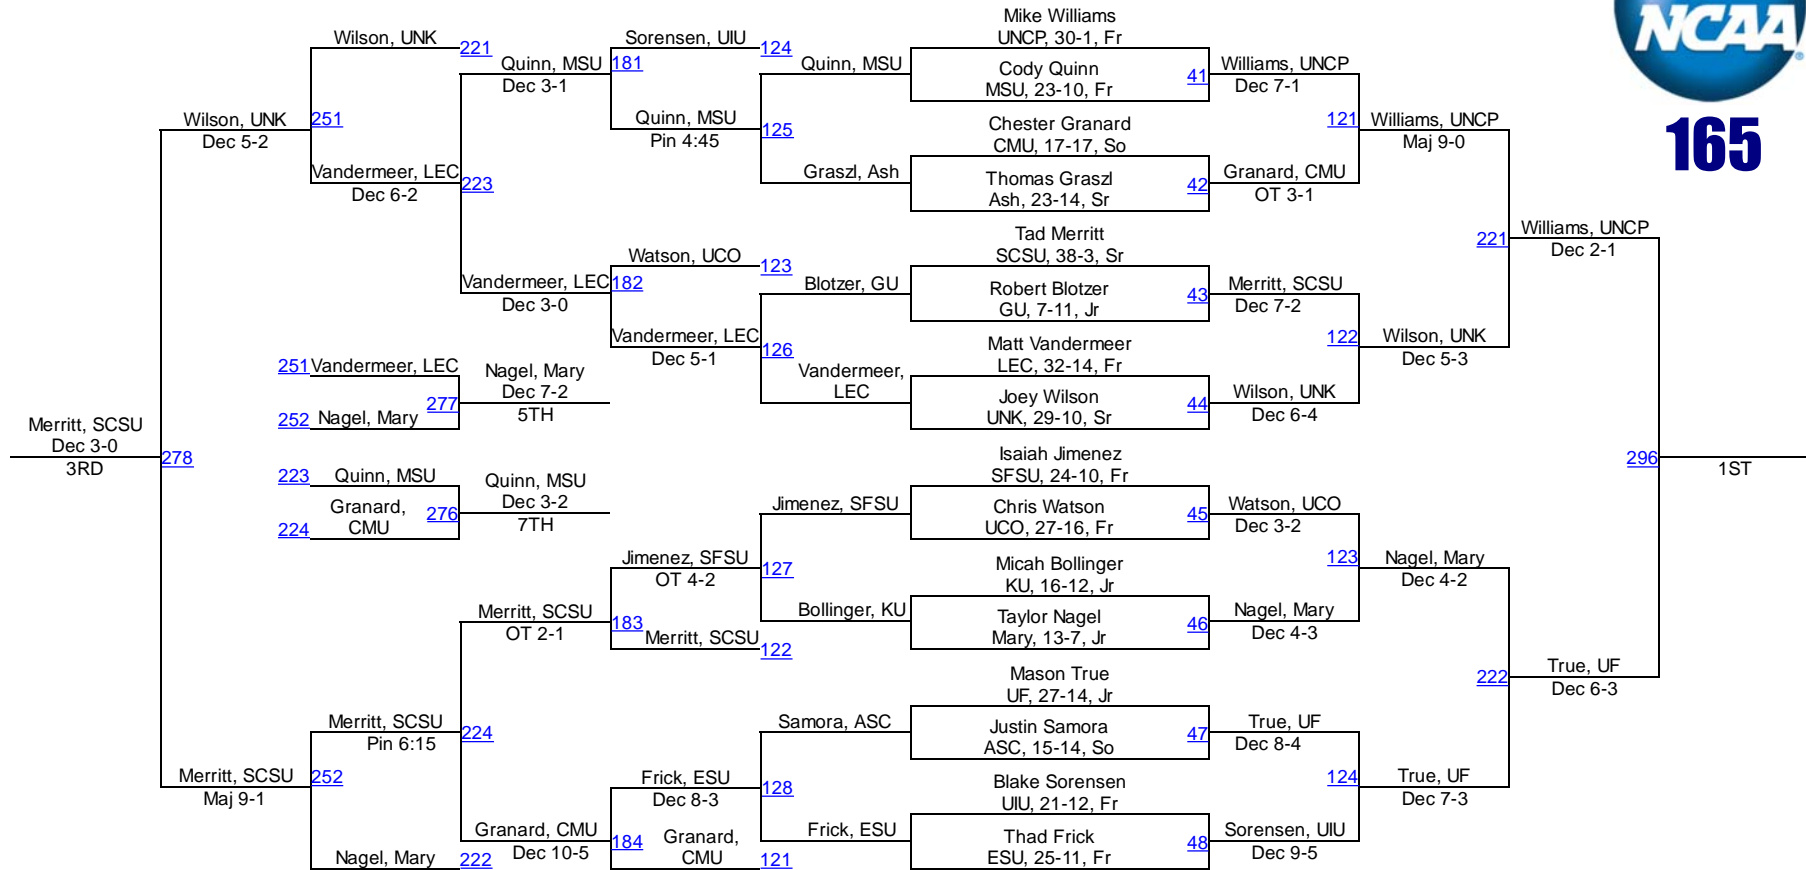 Mike Williams
UNCP, 30-1, Fr
Cody Quinn
MSU, 23-10, Fr
41
Chester Granard
CMU, 17-17, So
Thomas Graszl
Ash, 23-14, Sr
42
Tad Merritt
SCSU, 38-3, Sr
Robert Blotzer
GU, 7-11, Jr
43
Matt Vandermeer
LEC, 32-14, Fr
Joey Wilson
UNK, 29-10, Sr
44
Isaiah Jimenez
SFSU, 24-10, Fr
Chris Watson
UCO, 27-16, Fr
45
Micah Bollinger
KU, 16-12, Jr
Taylor Nagel
Mary, 13-7, Jr
46
Mason True
UF, 27-14, Jr
Justin Samora
ASC, 15-14, So
47
Blake Sorensen
UIU, 21-12, Fr
Thad Frick
ESU, 25-11, Fr
48
Williams, UNCP
Dec 7-1
121
Granard, CMU
OT 3-1
Merritt, SCSU
Dec 7-2
122
Wilson, UNK
Dec 6-4
Watson, UCO
Dec 3-2
123
Nagel, Mary
Dec 4-3
True, UF
Dec 8-4
124
Sorensen, UIU
Dec 9-5
Williams, UNCP
Maj 9-0
221
Wilson, UNK
Dec 5-3
Nagel, Mary
Dec 4-2
222
True, UF
Dec 7-3
Williams, UNCP
Dec 2-1
296
True, UF
Dec 6-3
1ST
NCAA
165
Quinn, MSU
125
Graszl, Ash
Blotzer, GU
126
Vandermeer,
LEC
Jimenez, SFSU
127
Bollinger, KU
Samora, ASC
128
Frick, ESU
Sorensen, UIU
124
181
Quinn, MSU
Pin 4:45
Watson, UCO
123
182
Vandermeer, LEC
Dec 5-1
Jimenez, SFSU
OT 4-2
183
Merritt, SCSU
122
Frick, ESU
Dec 8-3
184
Granard,
CMU
121
Quinn, MSU
Dec 3-1
223
Vandermeer, LEC
Dec 3-0
Merritt, SCSU
OT 2-1
224
Granard, CMU
Dec 10-5
Wilson, UNK
221
251
Vandermeer, LEC
Dec 6-2
Merritt, SCSU
Pin 6:15
252
Nagel, Mary
222
Wilson, UNK
Dec 5-2
278
Merritt, SCSU
Maj 9-1
Merritt, SCSU
Dec 3-0
3RD
251
Vandermeer, LEC
252
Nagel, Mary
277
Nagel, Mary
Dec 7-2
5TH
223
Quinn, MSU
224
Granard,
CMU
276
Quinn, MSU
Dec 3-2
7TH